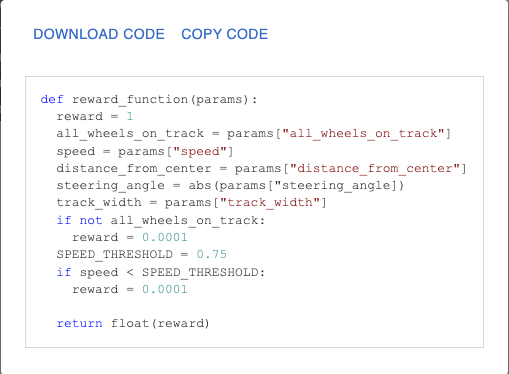 DOWNLOAD CODE COPY CODE
def reward_function(params):
  reward = 1
  all_wheels_on_track = params["all_wheels_on_track"]
  speed = params["speed"]
  distance_from_center = params["distance_from_center"]
  steering_angle = abs(params["steering_angle])
  track_width = params["track_width"]
  if not all_wheels_on_track:
    reward = 0.0001
  SPEED_THRESHOLD = 0.75
  if speed < SPEED_THRESHOLD:
    reward = 0.0001

  return float(reward)